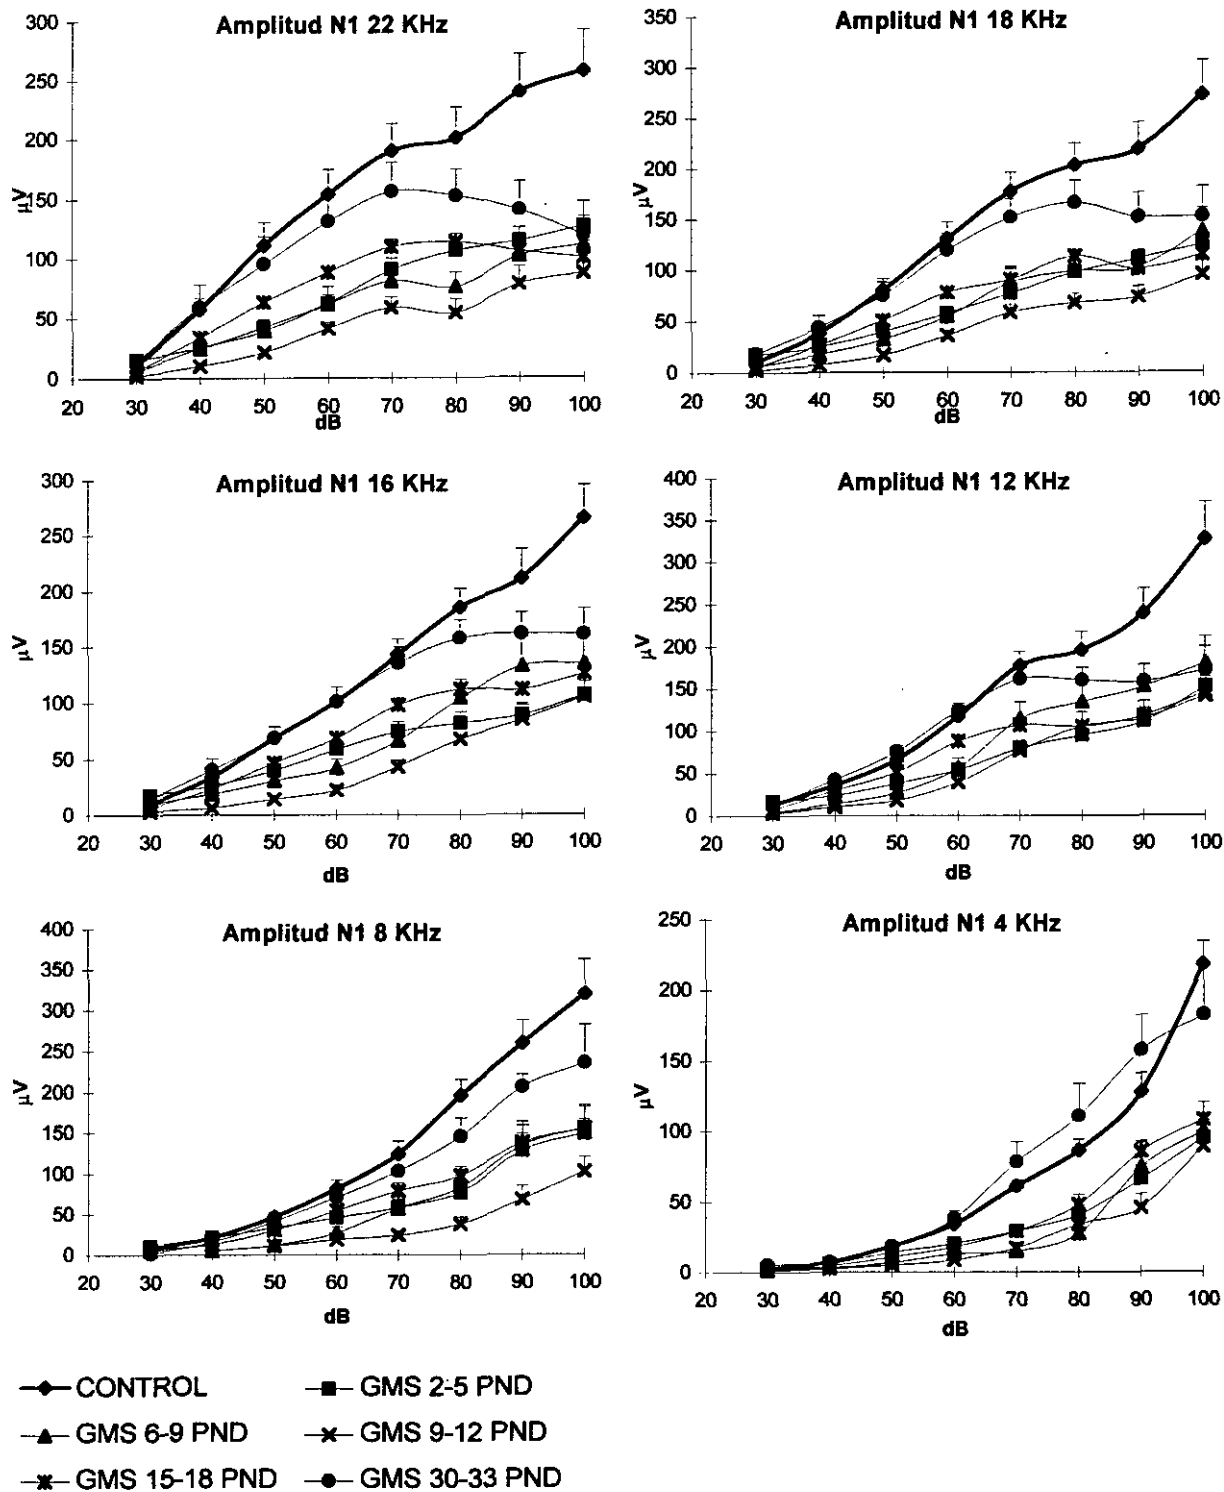 Amplitud N1 22 KHz
300
250
200
150
100
50
0
µV
20 30 40 50 60 70 80 90 100
dB
Amplitud N1 18 KHz
350
300
250
200
150
100
50
0
µV
20 30 40 50 60 70 80 90 100
dB
Amplitud N1 16 KHz
300
250
200
150
100
50
0
µV
20 30 40 50 60 70 80 90 100
dB
Amplitud N1 12 KHz
400
350
300
250
200
150
100
50
0
µV
20 30 40 50 60 70 80 90 100
dB
Amplitud N1 8 KHz
400
350
300
250
200
150
100
50
0
µV
20 30 40 50 60 70 80 90 100
dB
Amplitud N1 4 KHz
250
200
150
100
50
0
µV
20 30 40 50 60 70 80 90 100
dB
CONTROL GMS 2-5 PND
GMS 6-9 PND GMS 9-12 PND
GMS 15-18 PND GMS 30-33 PND